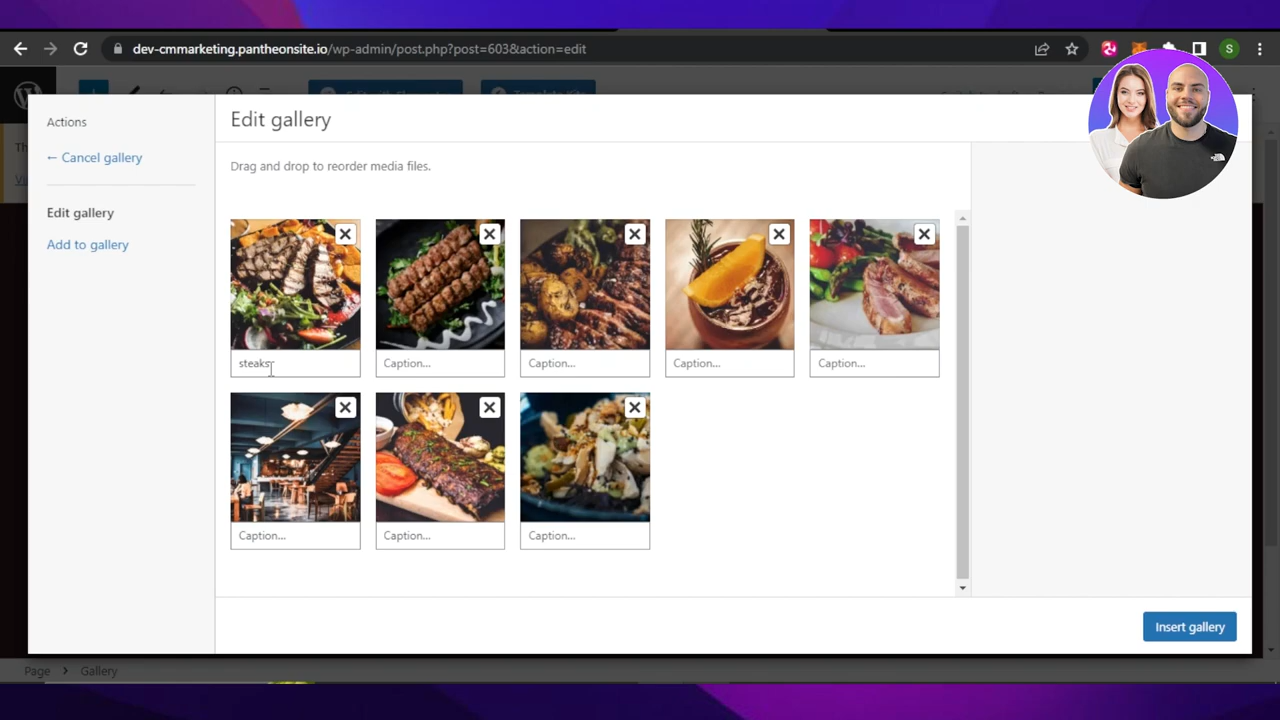 dev-cmmarketing.pantheonsite.io/wp-admin/post.php?post=603&action=edit
S
Actions
← Cancel gallery
Edit gallery
Add to gallery
Edit gallery
Drag and drop to reorder media files.
steaks
Caption...
Caption...
Caption...
Caption...
Caption...
Caption...
Caption...
Insert gallery
Page > Gallery